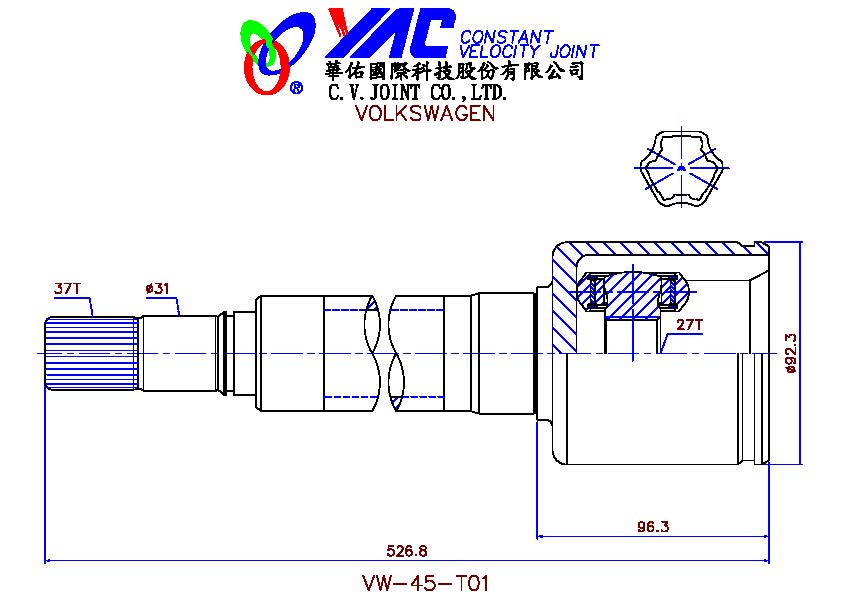 YAC CONSTANT
VELOCITY JOINT
®
華佑國際科技股份有限公司
C.V.JOINT CO.,LTD.
VOLKSWAGEN
37T
ø31
27T
ø92.3
96.3
526.8
VW-45-T01